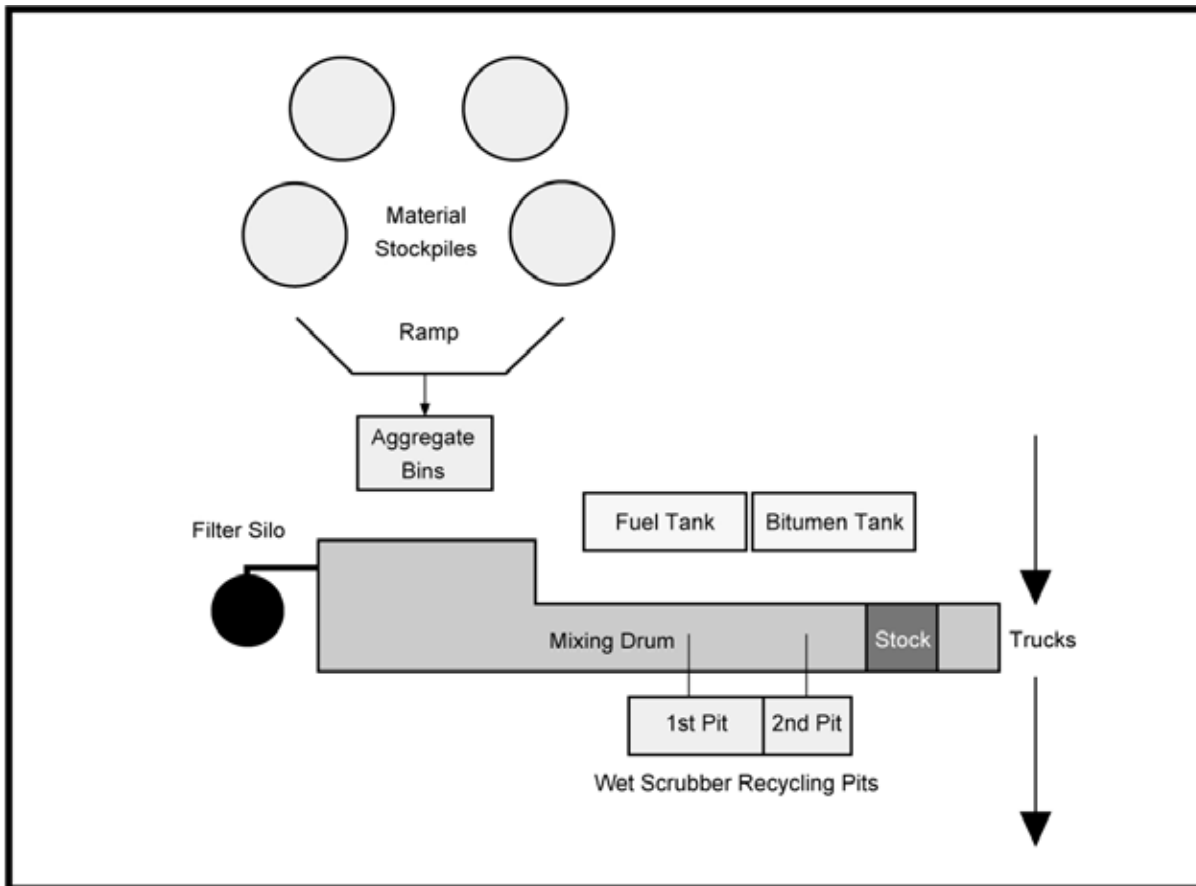 Material
Stockpiles
Ramp
Aggregate
Bins
Filter Silo
Fuel Tank
Bitumen Tank
Mixing Drum
Stock
Trucks
1st Pit
2nd Pit
Wet Scrubber Recycling Pits